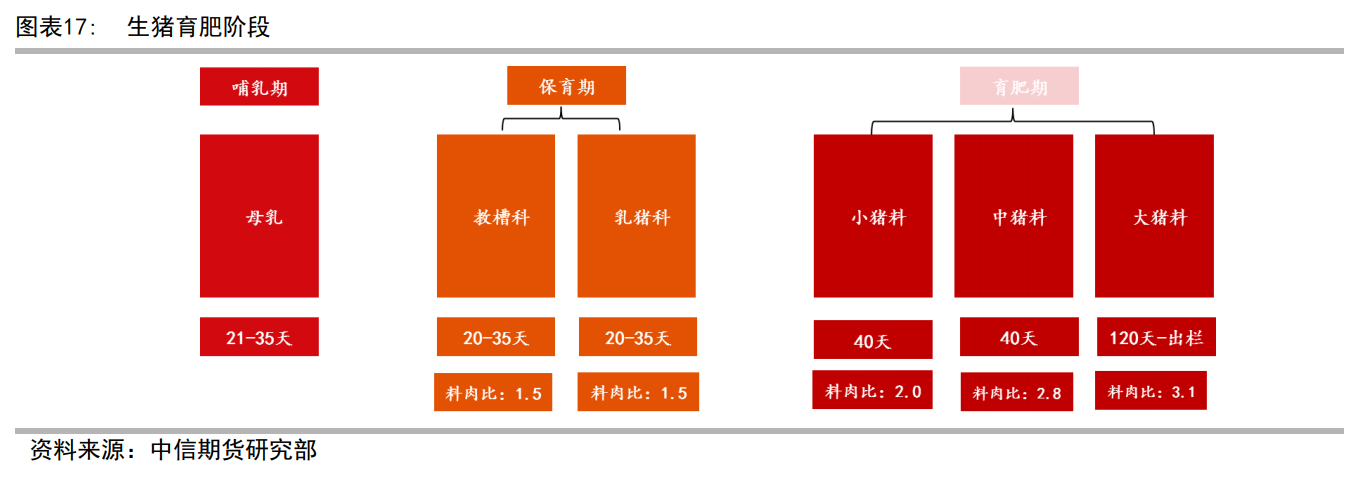 图表17： 生猪育肥阶段
哺乳期
保育期
育肥期
母乳
教槽料
乳猪料
小猪料
中猪料
大猪料
21-35天
20-35天
20-35天
40天
40天
120天-出栏
料肉比：1.5
料肉比：1.5
料肉比：2.0
料肉比：2.8
料肉比：3.1
资料来源：中信期货研究部